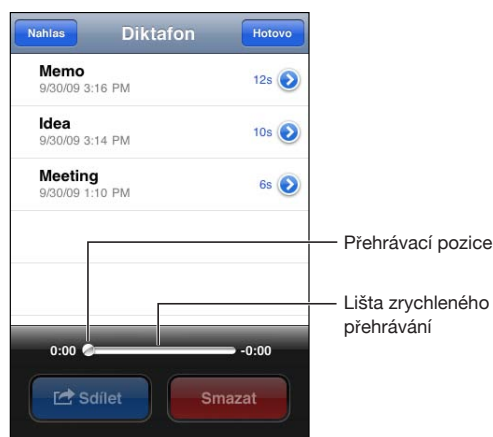 Nahlas
Diktafon
Hotovo
Memo
9/30/09 3:16 PM
12s
Idea
9/30/09 3:14 PM
10s
Meeting
9/30/09 1:10 PM
6s
Přehrávací pozice
Lišta zrychleného
přehrávání
0:00
-0:00
Sdílet
Smazat